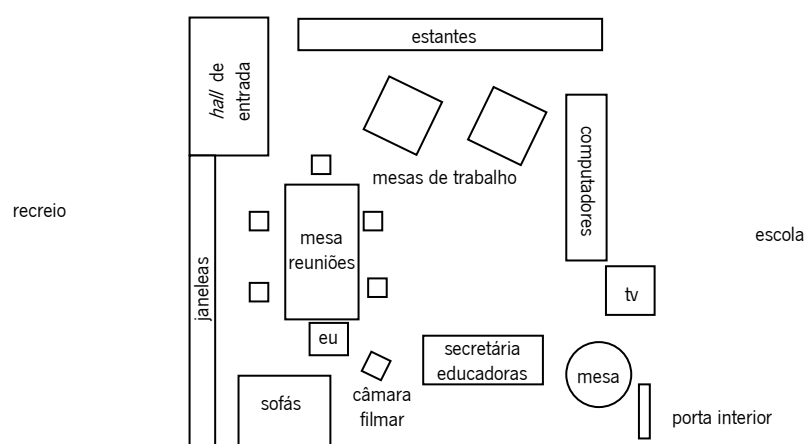 estantes
hall de
entrada
computadores
mesas de trabalho
recreio
escola
mesa
reuniões
janeleas
tv
eu
secretária
educadoras
mesa
câmara
filmar
sofás
porta interior